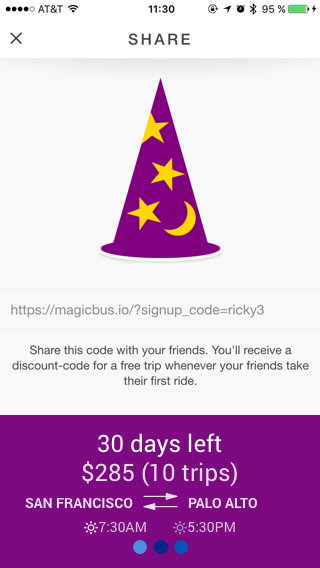 AT&T 11:30 95 %
SHARE
https://magicbus.io/?signup_code=ricky3
Share this code with your friends. You'll receive a
discount-code for a free trip whenever your friends take
their first ride.
30 days left
$285 (10 trips)
SAN FRANCISCO PALO ALTO
7:30AM 5:30PM